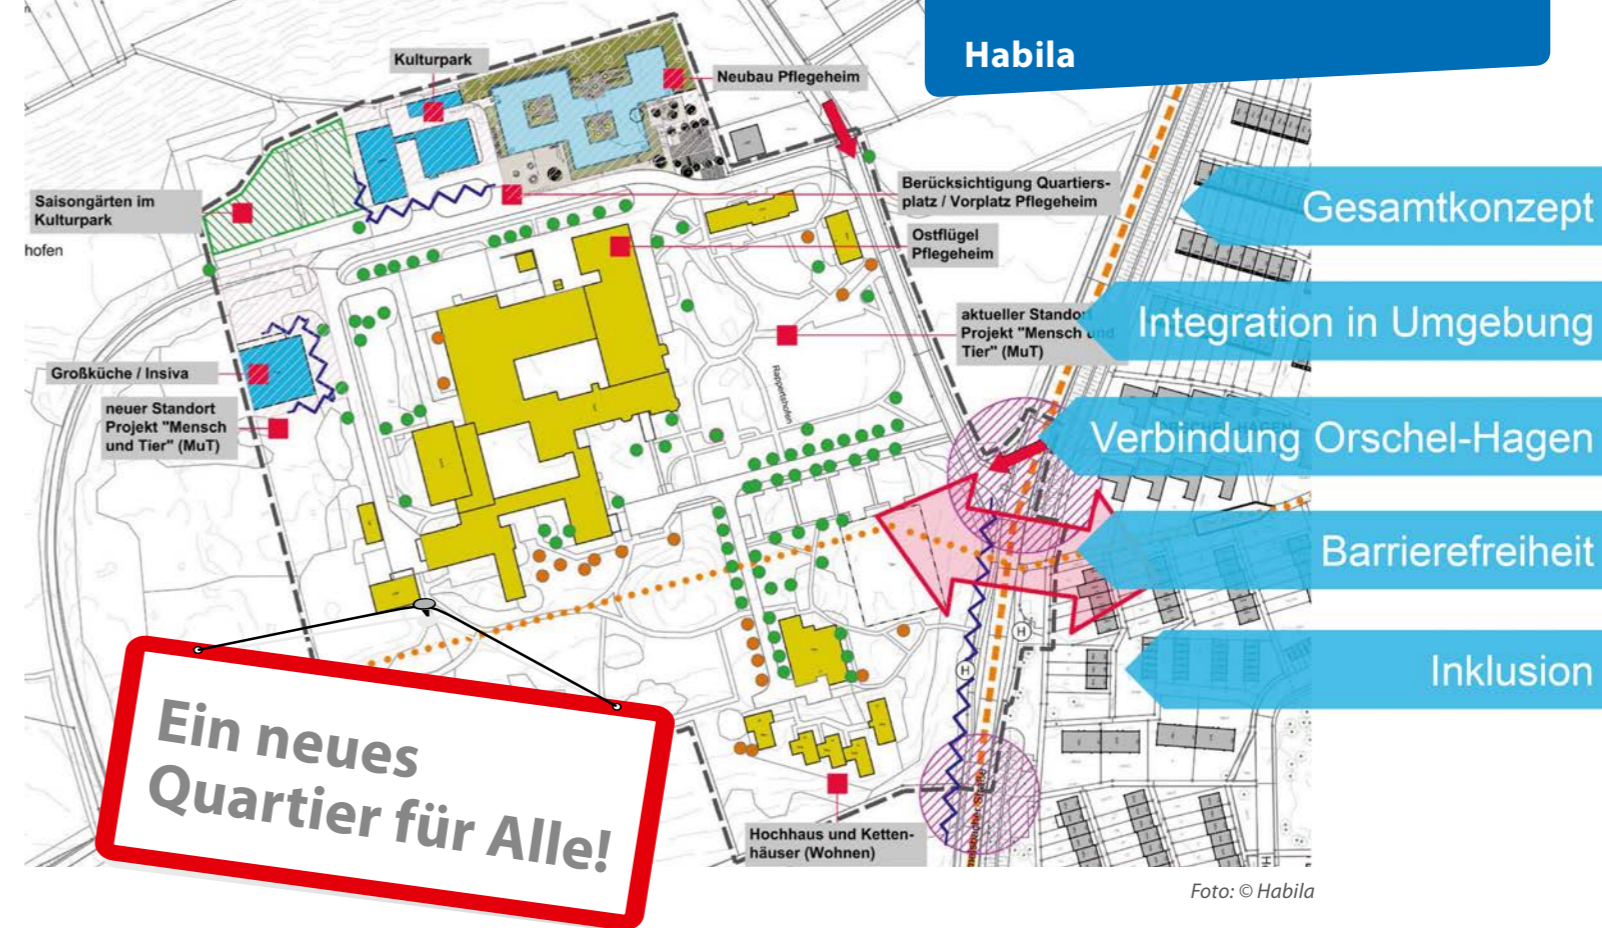 Habila
Kulturpark
Neubau Pflegeheim
Saisongärten im
Kulturpark
Berücksichtigung Quartiers-
platz / Vorplatz Pflegeheim
Gesamtkonzept
hofen
Ostflügel
Pflegeheim
aktueller Standort
Projekt "Mensch und
Tier" (MuT)
Integration in Umgebung
Großküche / Insiva
Rappertshofen
neuer Standort
Projekt "Mensch
und Tier" (MuT)
Verbindung Orschel-Hagen
Barrierefreiheit
H
H
Inklusion
Ein neues
Quartier für Alle!
Hochhaus und Ketten-
häuser (Wohnen)
Foto: © Habila